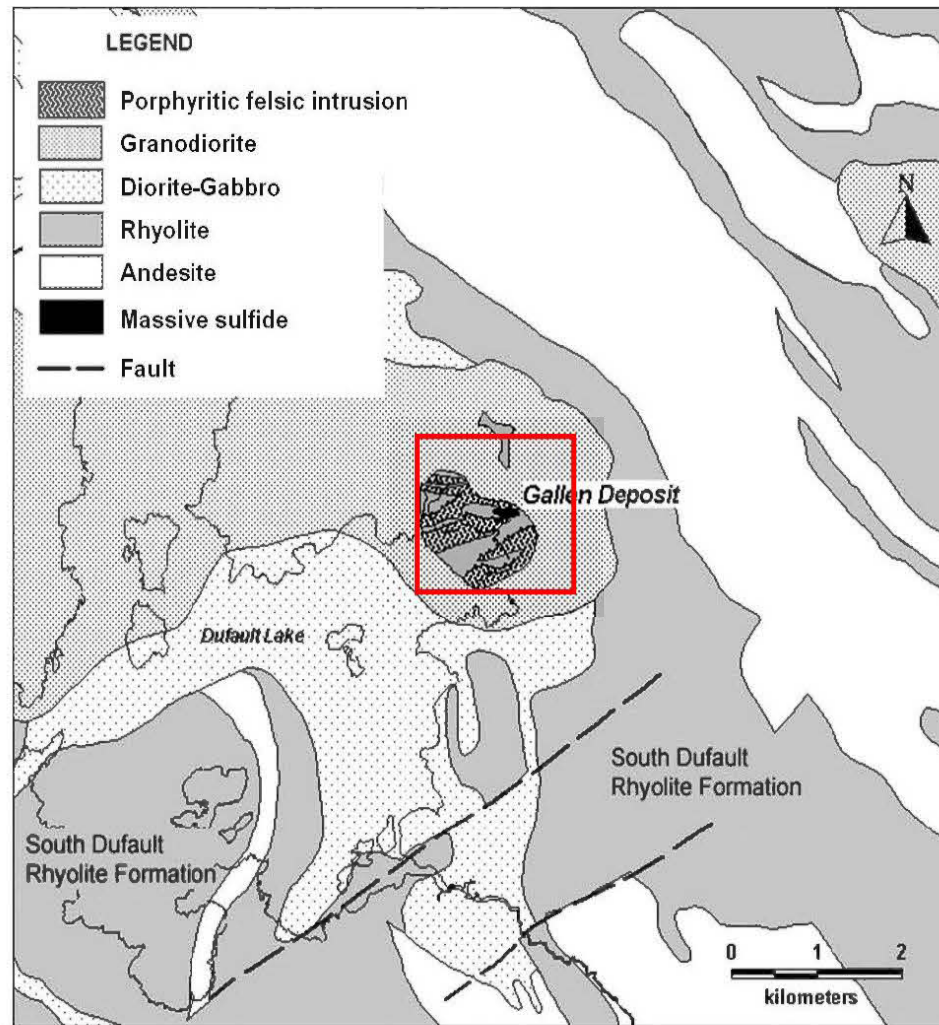 LEGEND
Porphyritic felsic intrusion
Granodiorite
Diorite-Gabbro
Rhyolite
Andesite
Massive sulfide
Fault
N
Gallen Deposit
Dufault Lake
South Dufault
Rhyolite Formation
South Dufault
Rhyolite Formation
0 1 2
kilometers